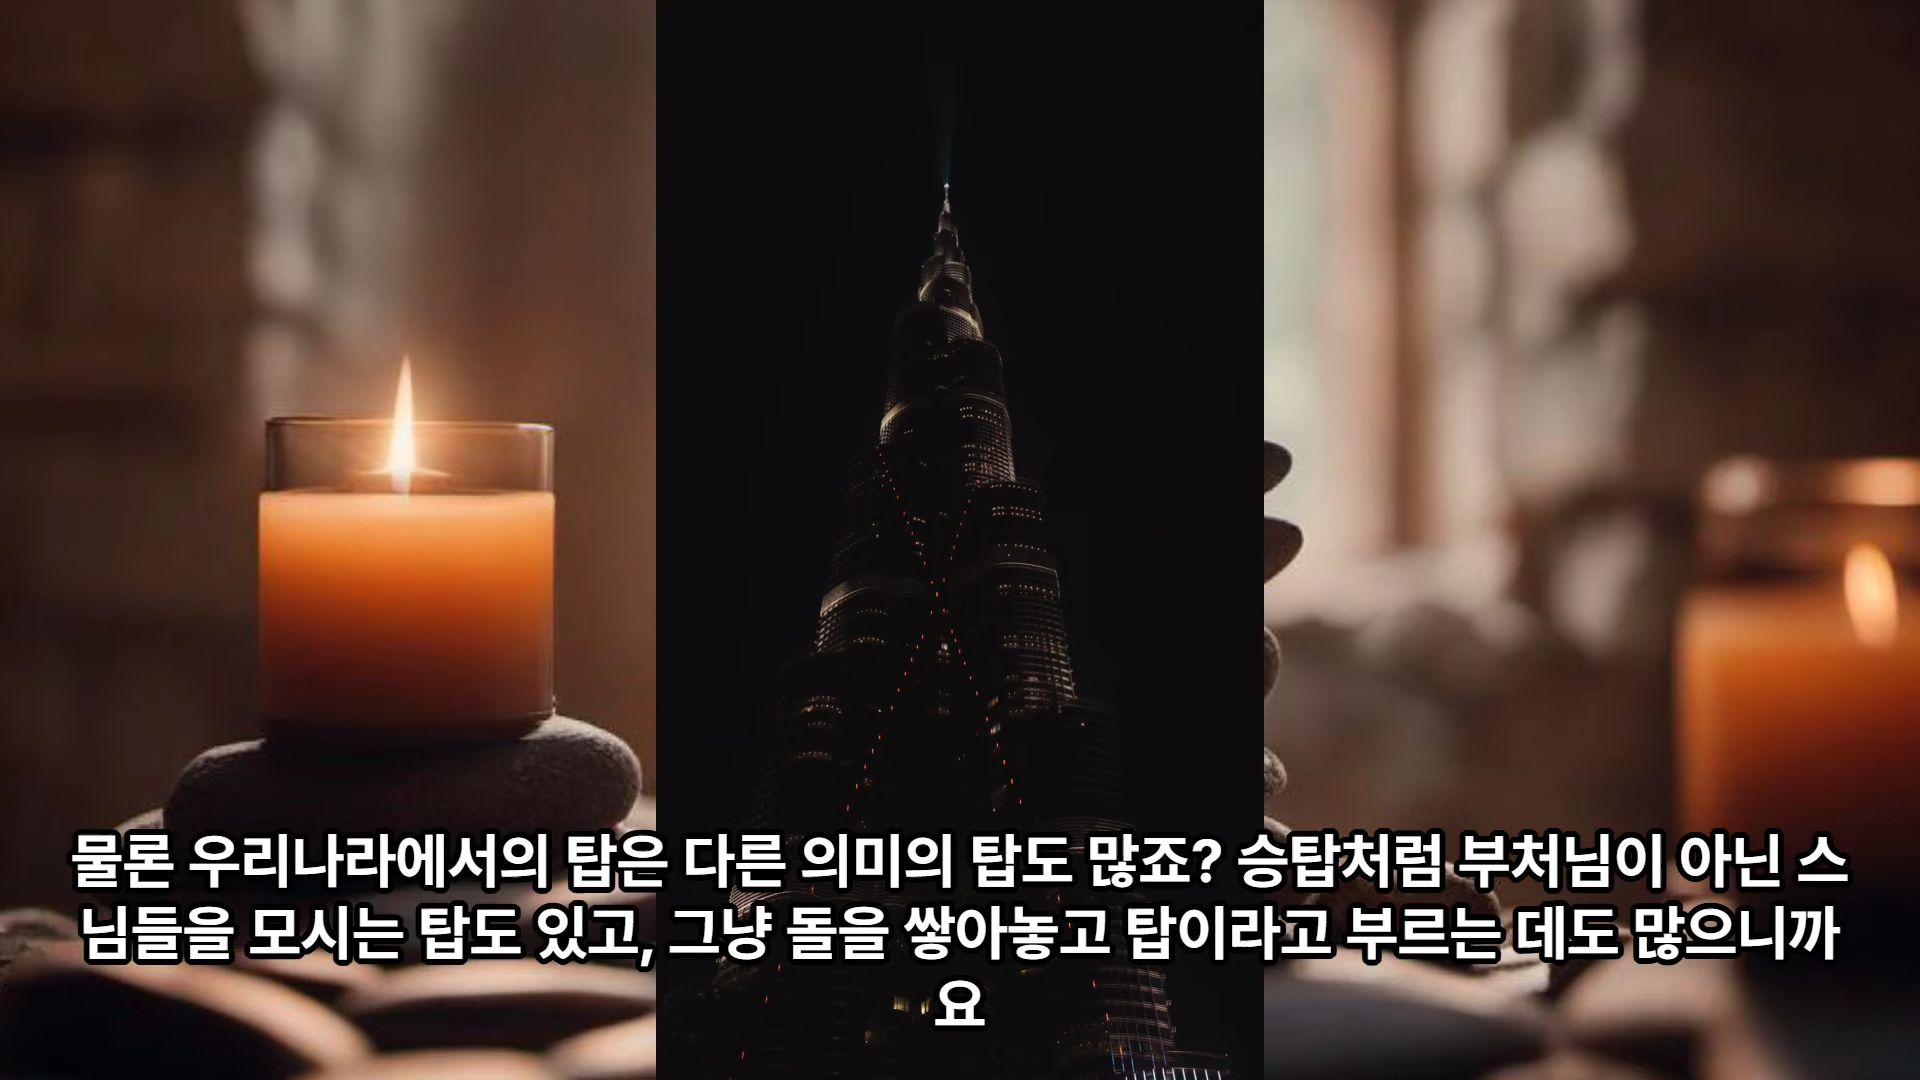 물론 우리나라에서의 탑은 다른 의미의 탑도 많죠? 승탑처럼 부처님이 아닌 스
님들을 모시는 탑도 있고, 그냥 돌을 쌓아놓고 탑이라고 부르는 데도 많으니까
요